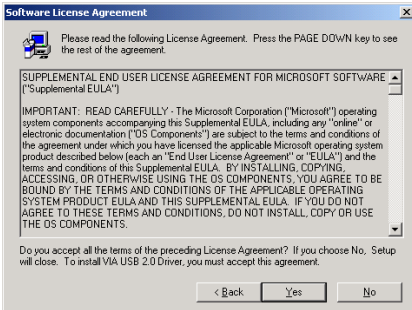 Software License Agreement
Please read the following License Agreement. Press the PAGE DOWN key to see
the rest of the agreement.
SUPPLEMENTAL END USER LICENSE AGREEMENT FOR MICROSOFT SOFTWARE
("Supplemental EULA")
IMPORTANT: READ CAREFULLY - The Microsoft Corporation ("Microsoft") operating
system components accompanying this Supplemental EULA, including any "online" or
electronic documentation ("OS Components") are subject to the terms and conditions of
the agreement under which you have licensed the applicable Microsoft operating system
product described below (each an "End User License Agreement" or "EULA") and the
terms and conditions of this Supplemental EULA. BY INSTALLING, COPYING,
ACCESSING, OR OTHERWISE USING THE OS COMPONENTS, YOU AGREE TO BE
BOUND BY THE TERMS AND CONDITIONS OF THE APPLICABLE OPERATING
SYSTEM PRODUCT EULA AND THIS SUPPLEMENTAL EULA. IF YOU DO NOT
AGREE TO THESE TERMS AND CONDITIONS, DO NOT INSTALL, COPY OR USE
THE OS COMPONENTS.
Do you accept all the terms of the preceding License Agreement? If you choose No, Setup
will close. To install VIA USB 2.0 Driver, you must accept this agreement.
< Back Yes No